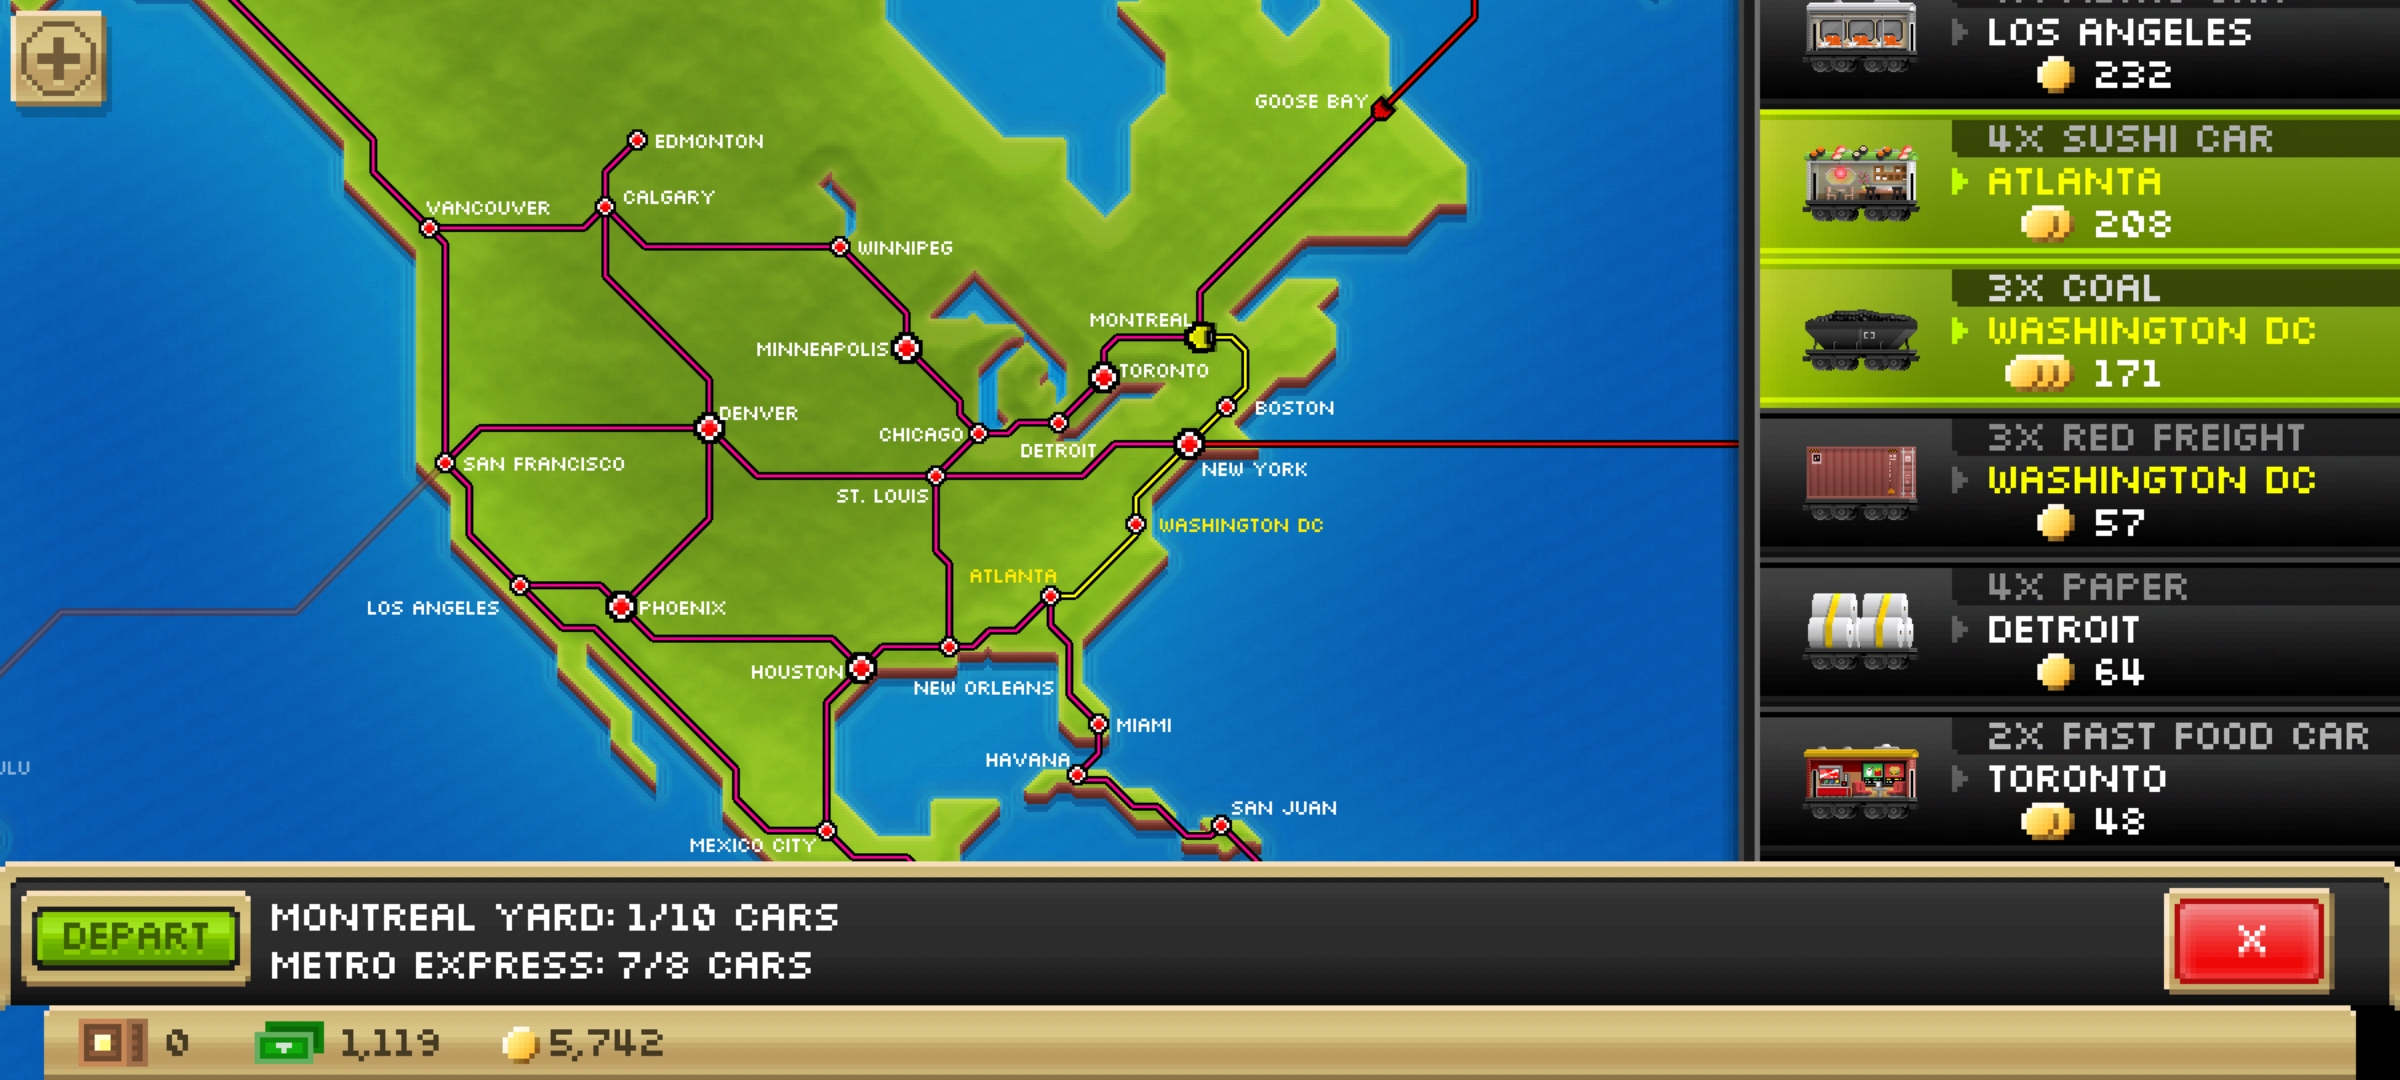 GOOSE BAY
EDMONTON
CALGARY
VANCOUVER
WINNIPEG
MONTREAL
MINNEAPOLIS
TORONTO
DENVER
BOSTON
CHICAGO
DETROIT
SAN FRANCISCO
NEW YORK
ST. LOUIS
WASHINGTON DC
ATLANTA
LOS ANGELES
PHOENIX
HOUSTON
NEW ORLEANS
MIAMI
HAVANA
SAN JUAN
MEXICO CITY
LOS ANGELES
232
4X SUSHI CAR
ATLANTA
208
3X COAL
WASHINGTON DC
171
3X RED FREIGHT
WASHINGTON DC
57
4X PAPER
DETROIT
64
2X FAST FOOD CAR
TORONTO
48
DEPART
MONTREAL YARD: 1/10 CARS
METRO EXPRESS: 7/8 CARS
X
0
1,119
5,742